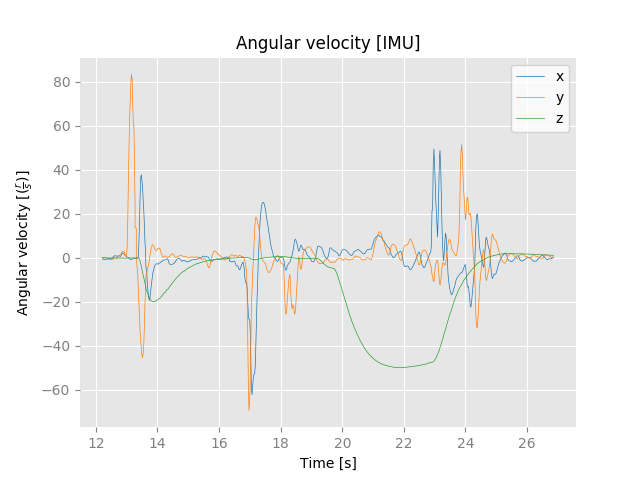 Angular velocity [IMU]
x
y
z
80
60
40
20
0
−20
−40
−60
Angular velocity [(r/s)]
12 14 16 18 20 22 24 26
Time [s]